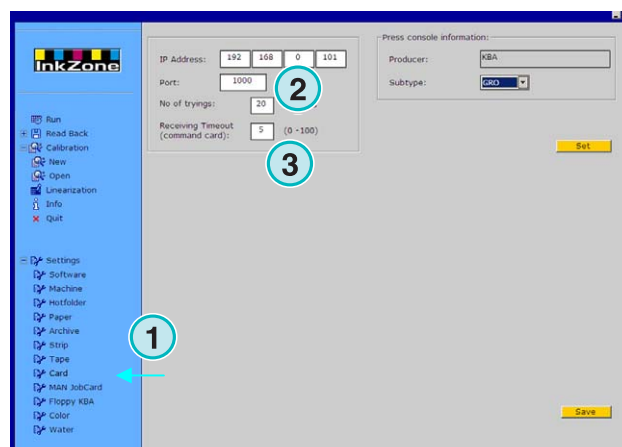 InkZone
Run
Read Back
Calibration
New
Open
Linearization
Info
Quit
Settings
Software
Machine
Hotfolder
Paper
Archive
Strip
Tape
Card
MAN JobCard
Floppy KBA
Color
Water
1
IP Address: 192 168 0 101
Port: 1000
2
No of tryings: 20
Receiving Timeout
(command card): 5 (0 -100)
3
Press console information:
Producer: KBA
Subtype: GRO
Set
Save